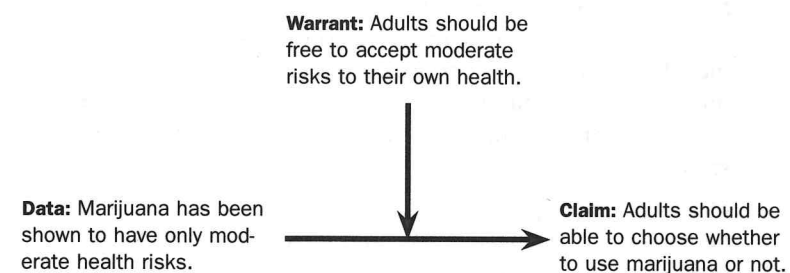 Warrant: Adults should be
free to accept moderate
risks to their own health.
Data: Marijuana has been
shown to have only mod-
erate health risks.
Claim: Adults should be
able to choose whether
to use marijuana or not.